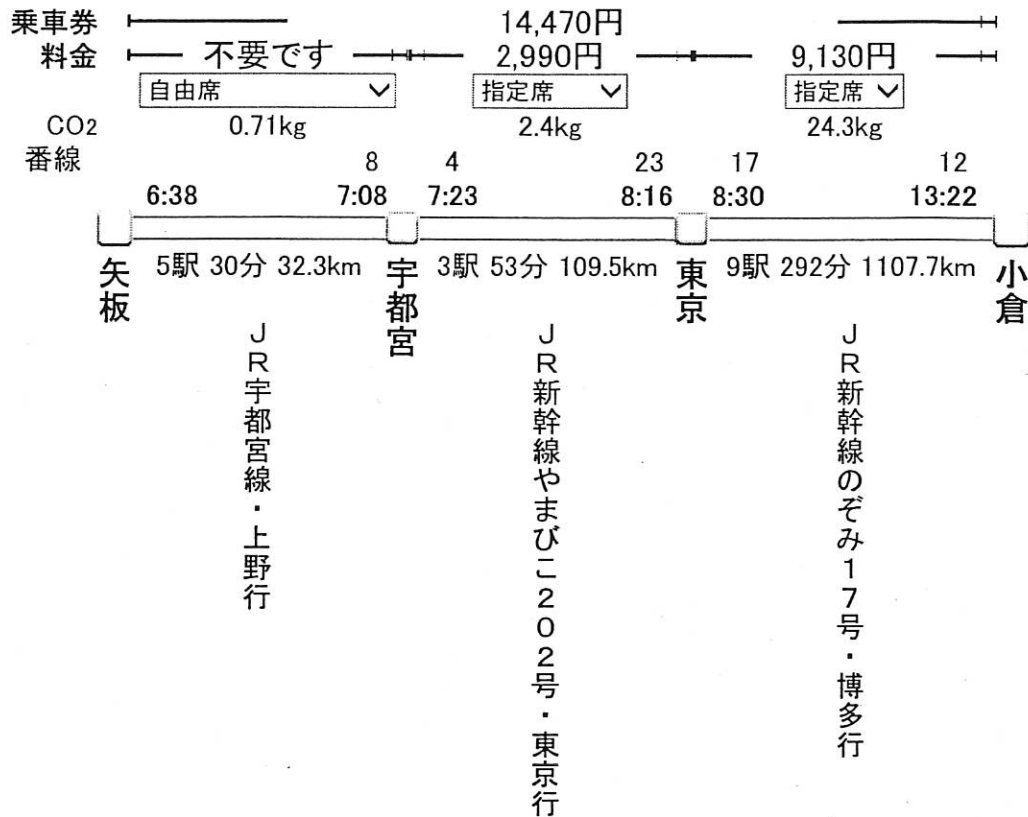 乗車券 14,470円
料金 不要です 2,990円 9,130円
自由席 指定席 指定席
CO2 0.71kg 2.4kg 24.3kg
番線 8 4 23 17 12
6:38 7:08 7:23 8:16 8:30 13:22
5駅 30分 32.3km 3駅 53分 109.5km 9駅 292分 1107.7km
矢板
宇都宮
東京
小倉
JR宇都宮線・上野行
JR新幹線やまびこ202号・東京行
JR新幹線のぞみ17号・博多行